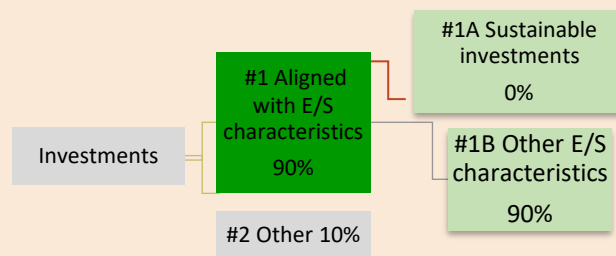 Investments
#1 Aligned
with E/S
characteristics
90%
#2 Other 10%
#1A Sustainable
investments
0%
#1B Other E/S
characteristics
90%